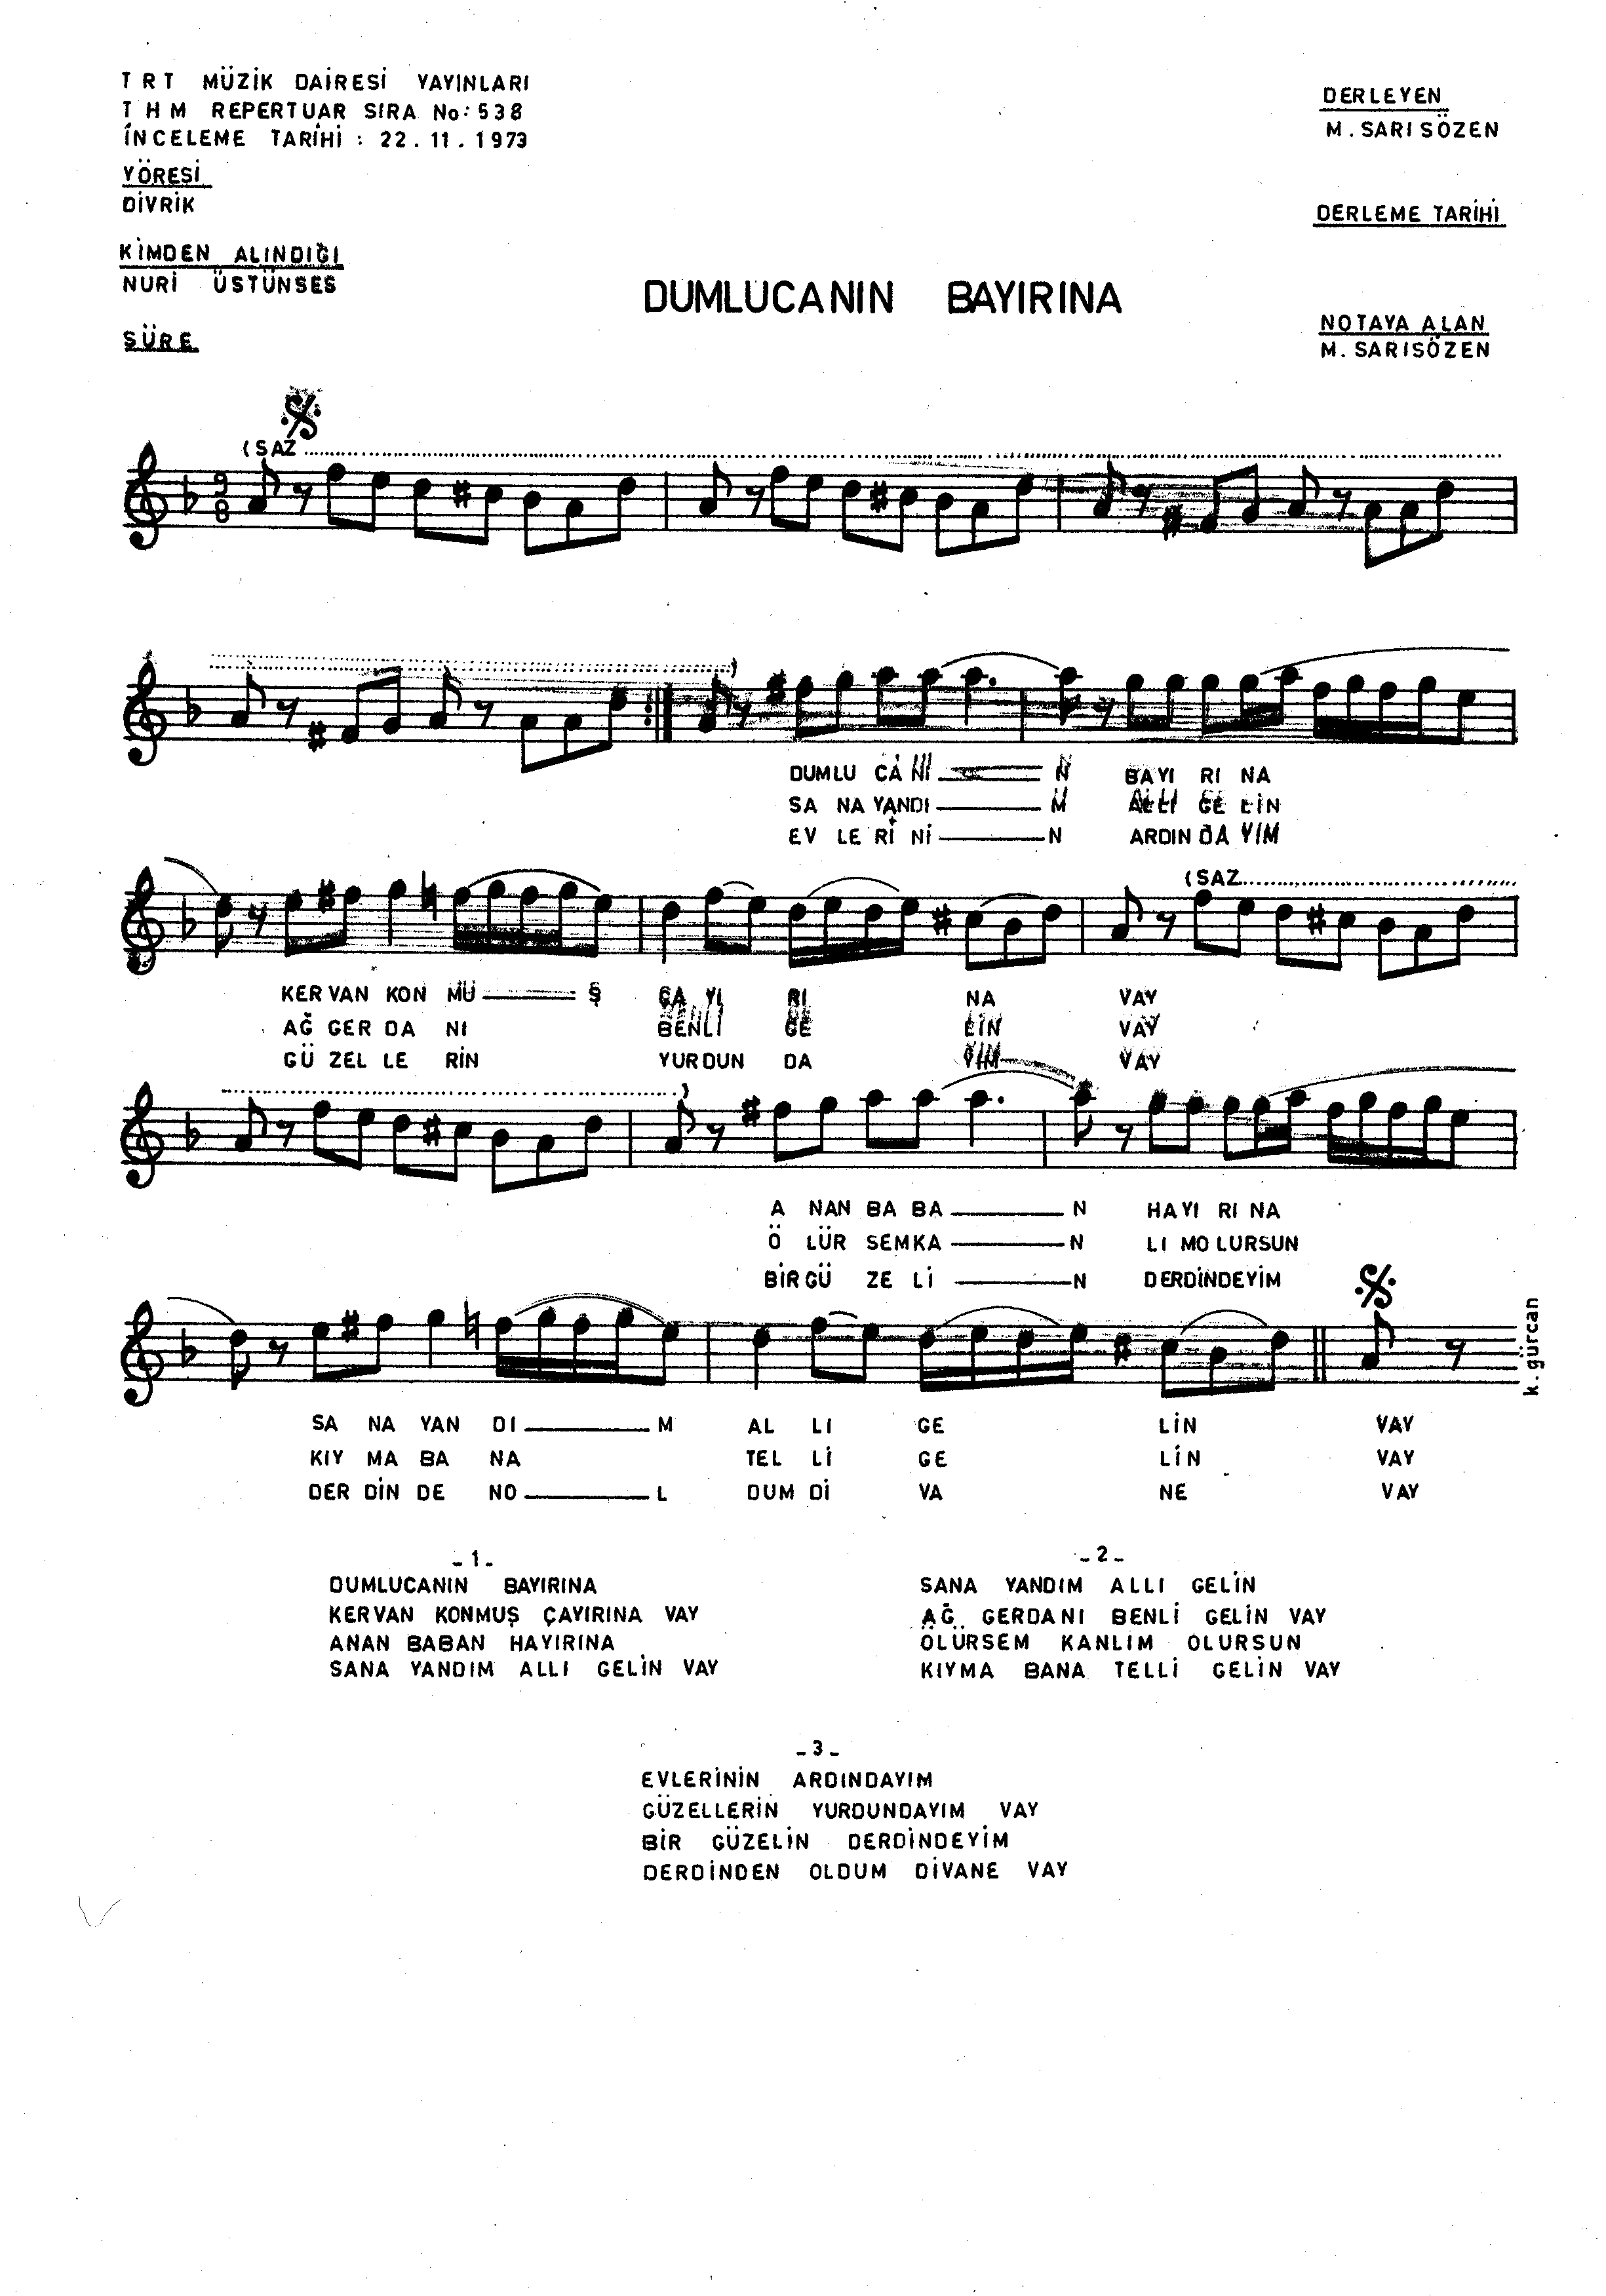 TRT MÜZİK DAİRESİ YAYINLARI
THM REPERTUAR SIRA No: 538
İNCELEME TARİHİ : 22.11.1973
YÖRESİ
DİVRİK
KİMDEN ALINDIĞI
NURİ ÜSTÜNSES
SÜRE
DERLEYEN
M. SARISÖZEN
DERLEME TARİHİ
NOTAYA ALAN
M. SARISÖZEN
DUMLUCANIN BAYIRINA
(SAZ
9
8
DUMLU CA NI N BAYI RI NA
SA NA YANDI M ALLI GE LİN
EV LE Rİ Nİ N ARDIN DA YIM
(SAZ
KER VAN KON MÜ Ş ÇA YI RI NA VAY
AĞ GER DA NI BENLİ GE LİN VAY
GÜ ZEL LE RİN YURDUN DA YIM VAY
A NAN BA BA N HAYI RI NA
Ö LÜR SEMKA N LI MO LURSUN
BİRGÜ ZE Lİ N DERDİNDEYİM
k. gürcan
SA NA YAN DI M AL LI GE LİN VAY
KIY MA BA NA TEL Lİ GE LİN VAY
DER DİN DE NO L DUM Dİ VA NE VAY
-1-
DUMLUCANIN BAYIRINA
KERVAN KONMUŞ ÇAYIRINA VAY
ANAN BABAN HAYIRINA
SANA YANDIM ALLI GELİN VAY
-2-
SANA YANDIM ALLI GELİN
AĞ GERDANI BENLİ GELİN VAY
ÖLÜRSEM KANLIM OLURSUN
KIYMA BANA TELLİ GELİN VAY
-3-
EVLERİNİN ARDINDAYIM
GÜZELLERİN YURDUNDAYIM VAY
BİR GÜZELİN DERDİNDEYİM
DERDİNDEN OLDUM DİVANE VAY